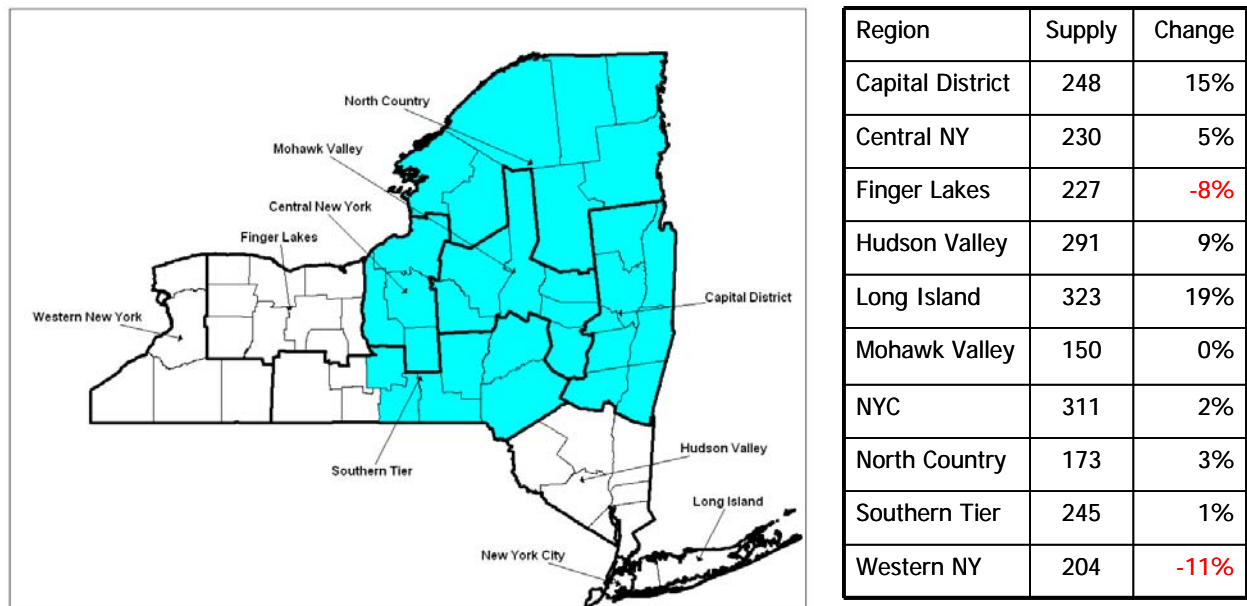 North Country
Mohawk Valley
Central New York
Finger Lakes
Western New York
Capital District
Southern Tier
Hudson Valley
Long Island
New York City
Region Supply Change
Capital District 248 15%
Central NY 230 5%
Finger Lakes 227 -8%
Hudson Valley 291 9%
Long Island 323 19%
Mohawk Valley 150 0%
NYC 311 2%
North Country 173 3%
Southern Tier 245 1%
Western NY 204 -11%